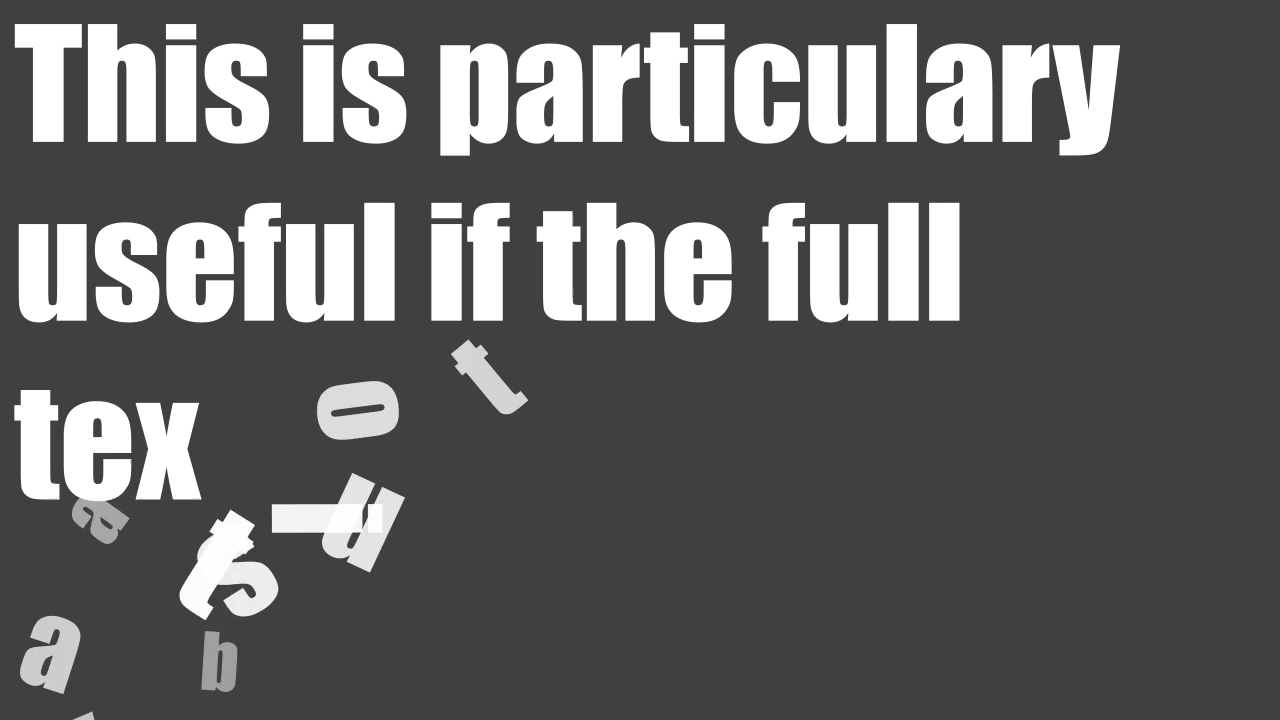 This is particulary
useful if the full
tex
t
o
u
i
a
t
s
a
b